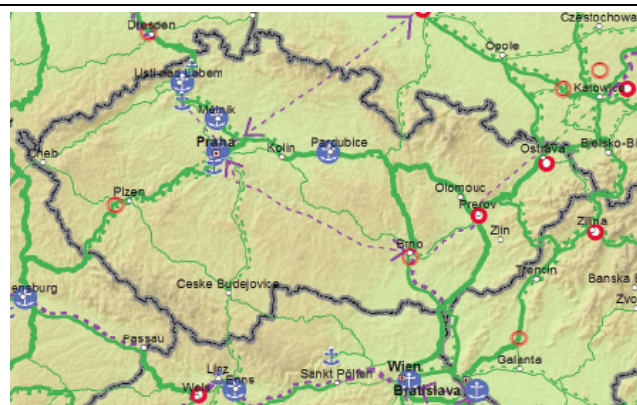 Dresden
Czestochowa
Opole
Usti nad Labem
Katowice
Melnik
Praha
Kolin
Pardubice
Ostrava
Bielsko-Bi
Cheb
Plzen
Olomouc
Prerov
Zlin
Zilina
Brno
Trencin
Banska B
Ceske Budejovice
ensburg
Zvo
Passau
Linz
Wels
Enns
Sankt Pölten
Wien
Bratislava
Galanta